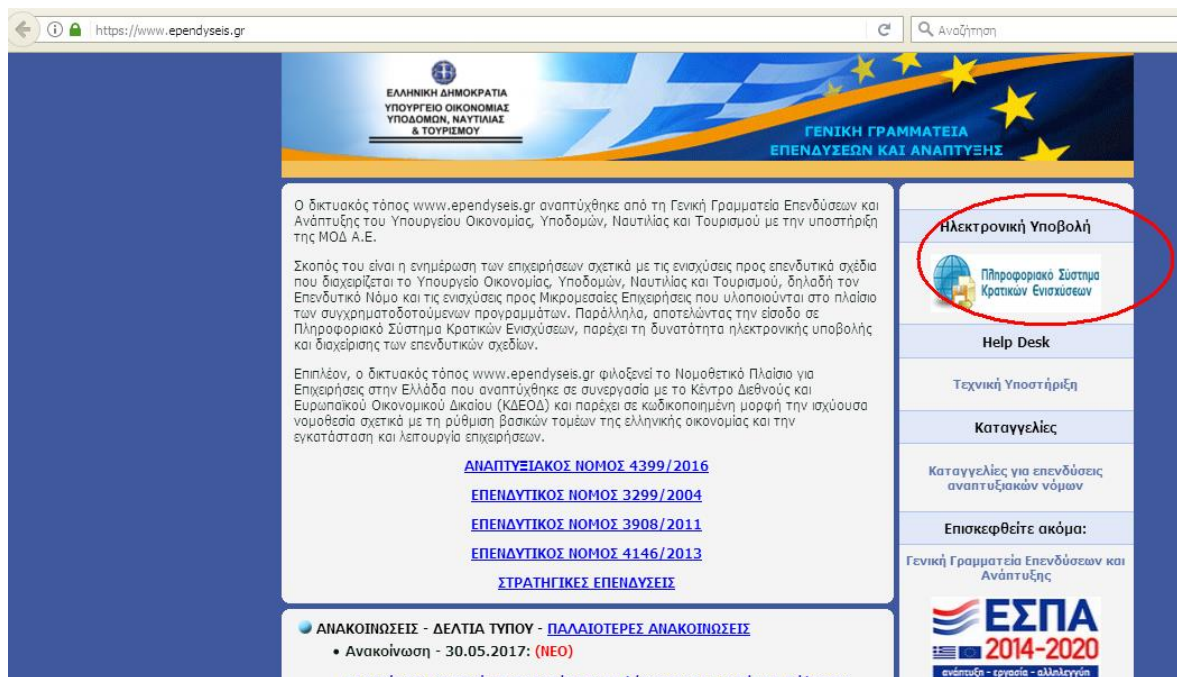 https://www.ependyseis.gr
Αναζήτηση
ΕΛΛΗΝΙΚΗ ΔΗΜΟΚΡΑΤΙΑ
ΥΠΟΥΡΓΕΙΟ ΟΙΚΟΝΟΜΙΑΣ
ΥΠΟΔΟΜΩΝ, ΝΑΥΤΙΛΙΑΣ
& ΤΟΥΡΙΣΜΟΥ
ΓΕΝΙΚΗ ΓΡΑΜΜΑΤΕΙΑ
ΕΠΕΝΔΥΣΕΩΝ ΚΑΙ ΑΝΑΠΤΥΞΗΣ
Ο δικτυακός τόπος www.ependyseis.gr αναπτύχθηκε από τη Γενική Γραμματεία Επενδύσεων και
Ανάπτυξης του Υπουργείου Οικονομίας, Υποδομών, Ναυτιλίας και Τουρισμού με την υποστήριξη
της ΜΟΔ Α.Ε.
Σκοπός του είναι η ενημέρωση των επιχειρήσεων σχετικά με τις ενισχύσεις προς επενδυτικά σχέδια
που διαχειρίζεται το Υπουργείο Οικονομίας, Υποδομών, Ναυτιλίας και Τουρισμού, δηλαδή τον
Επενδυτικό Νόμο και τις ενισχύσεις προς Μικρομεσαίες Επιχειρήσεις που υλοποιούνται στο πλαίσιο
των συγχρηματοδοτούμενων προγραμμάτων. Παράλληλα, αποτελώντας την είσοδο σε
Πληροφοριακό Σύστημα Κρατικών Ενισχύσεων, παρέχει τη δυνατότητα ηλεκτρονικής υποβολής
και διαχείρισης των επενδυτικών σχεδίων.
Επιπλέον, ο δικτυακός τόπος www.ependyseis.gr φιλοξενεί το Νομοθετικό Πλαίσιο για
Επιχειρήσεις στην Ελλάδα που αναπτύχθηκε σε συνεργασία με το Κέντρο Διεθνούς και
Ευρωπαϊκού Οικονομικού Δικαίου (ΚΔΕΟΔ) και παρέχει σε κωδικοποιημένη μορφή την ισχύουσα
νομοθεσία σχετικά με τη ρύθμιση βασικών τομέων της ελληνικής οικονομίας και την
εγκατάσταση και λειτουργία επιχειρήσεων.
ΑΝΑΠΤΥΞΙΑΚΟΣ ΝΟΜΟΣ 4399/2016
ΕΠΕΝΔΥΤΙΚΟΣ ΝΟΜΟΣ 3299/2004
ΕΠΕΝΔΥΤΙΚΟΣ ΝΟΜΟΣ 3908/2011
ΕΠΕΝΔΥΤΙΚΟΣ ΝΟΜΟΣ 4146/2013
ΣΤΡΑΤΗΓΙΚΕΣ ΕΠΕΝΔΥΣΕΙΣ
ΑΝΑΚΟΙΝΩΣΕΙΣ - ΔΕΛΤΙΑ ΤΥΠΟΥ - ΠΑΛΑΙΟΤΕΡΕΣ ΑΝΑΚΟΙΝΩΣΕΙΣ
• Ανακοίνωση - 30.05.2017: (ΝΕΟ)
Ηλεκτρονική Υποβολή
Πληροφοριακό Σύστημα
Κρατικών Ενισχύσεων
Help Desk
Τεχνική Υποστήριξη
Καταγγελίες
Καταγγελίες για επενδύσεις
αναπτυξιακών νόμων
Επισκεφθείτε ακόμα:
Γενική Γραμματεία Επενδύσεων και
Ανάπτυξης
ΕΣΠΑ
2014-2020
ανάπτυξη - εργασία - αλληλεγγύη